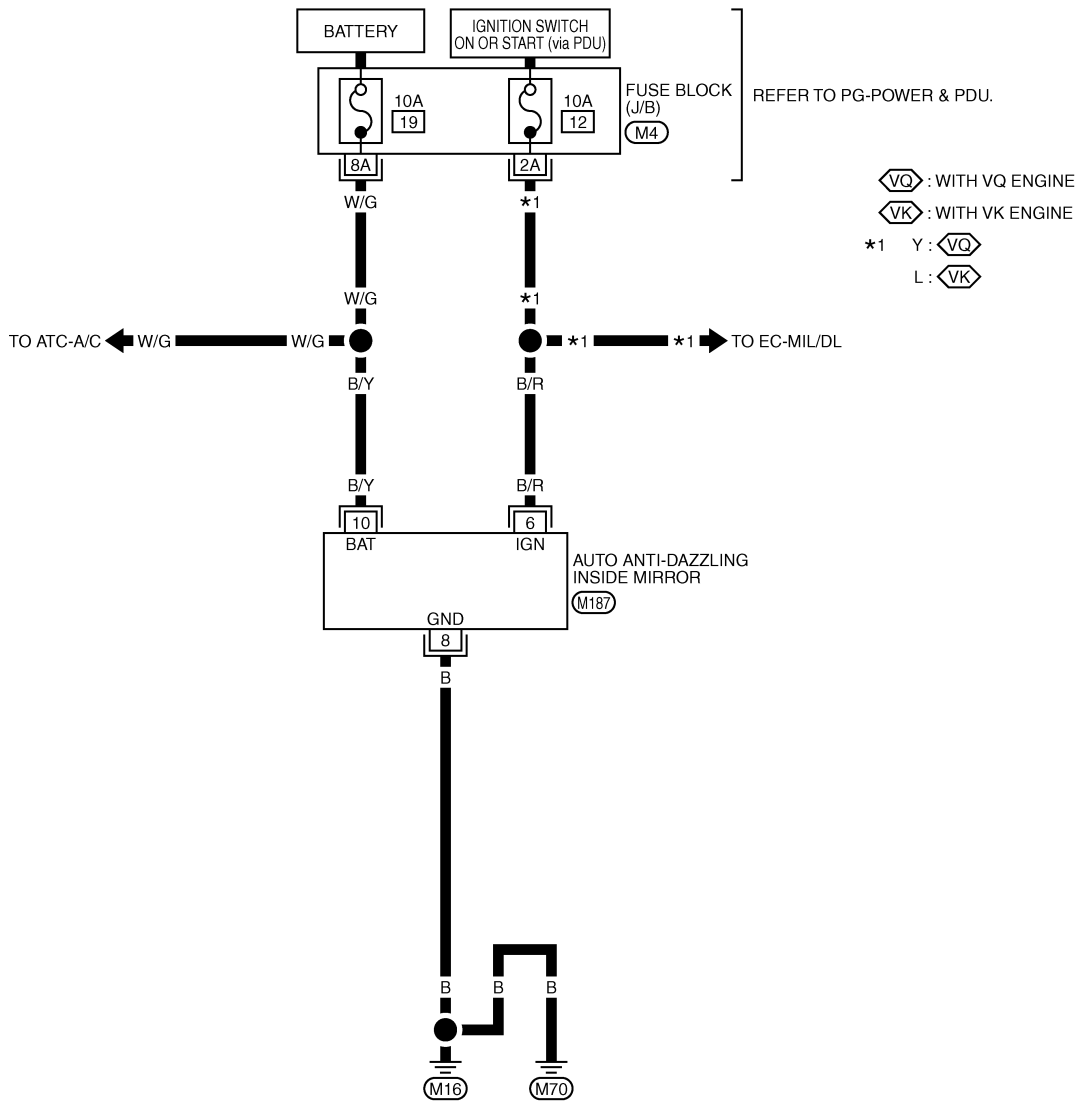 BATTERY
IGNITION SWITCH
ON OR START (via PDU)
10A
19
10A
12
FUSE BLOCK
(J/B)
M4
REFER TO PG-POWER & PDU.
8A
2A
VQ : WITH VQ ENGINE
VK : WITH VK ENGINE
*1 Y : VQ
L : VK
W/G
*1
W/G
*1
TO ATC-A/C
W/G
W/G
*1
*1
TO EC-MIL/DL
B/Y
B/R
B/Y
B/R
10
6
BAT
IGN
AUTO ANTI-DAZZLING
INSIDE MIRROR
M187
GND
8
B
B
B
B
M16
M70